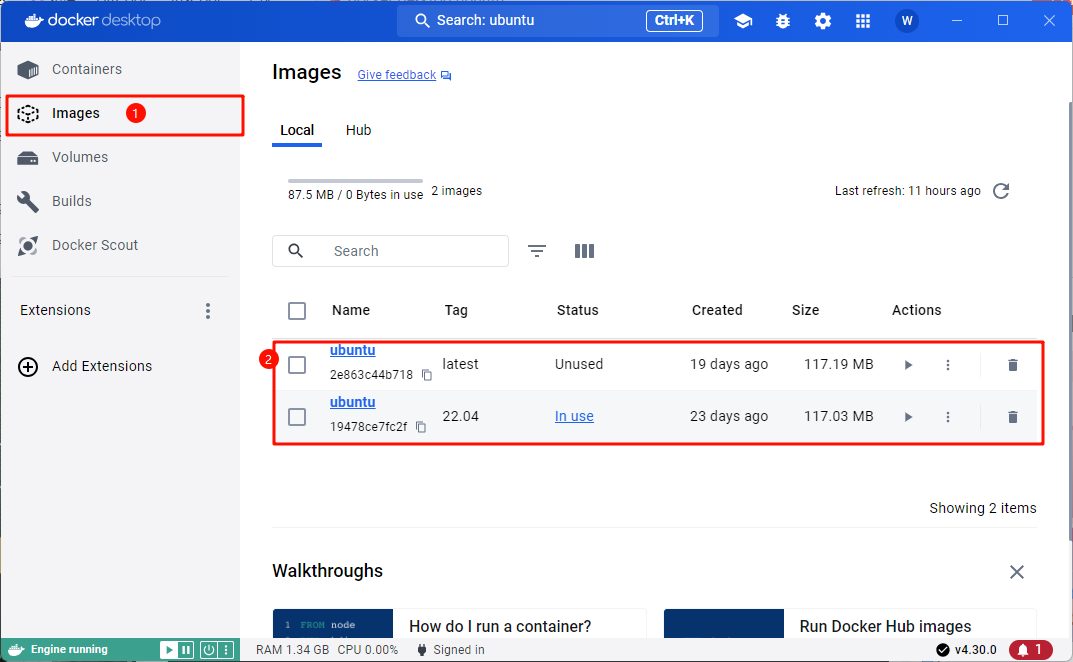 docker desktop
Search: ubuntu
Ctrl+K
W
Containers
Images
1
Volumes
Builds
Docker Scout
Extensions
Add Extensions
Images
Give feedback
Local
Hub
87.5 MB / 0 Bytes in use
2 images
Last refresh: 11 hours ago
Search
Name Tag Status Created Size Actions
2
ubuntu
latest Unused 19 days ago 117.19 MB
2e863c44b718
ubuntu
22.04 In use 23 days ago 117.03 MB
19478ce7fc2f
Showing 2 items
Walkthroughs
1 FROM node
How do I run a container?
Run Docker Hub images
Engine running
RAM 1.34 GB CPU 0.00%
Signed in
v4.30.0
1